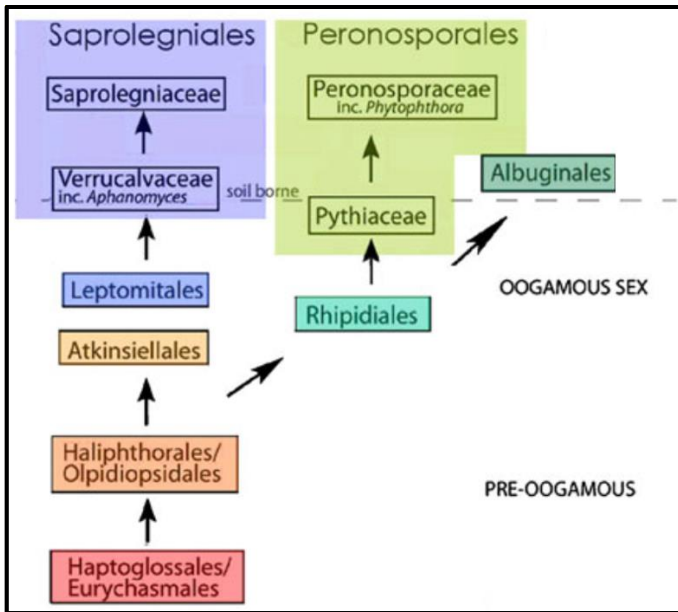 Saprolegniales
Peronosporales
Saprolegniaceae
Peronosporaceae
inc. Phytophthora
Verrucalvaceae
inc. Aphanomyces
soil borne
Albuginales
Pythiaceae
Leptomitales
OOGAMOUS SEX
Rhipidiales
Atkinsiellales
Haliphthorales/
Olpidiopsidales
PRE-OOGAMOUS
Haptoglossales/
Eurychasmales